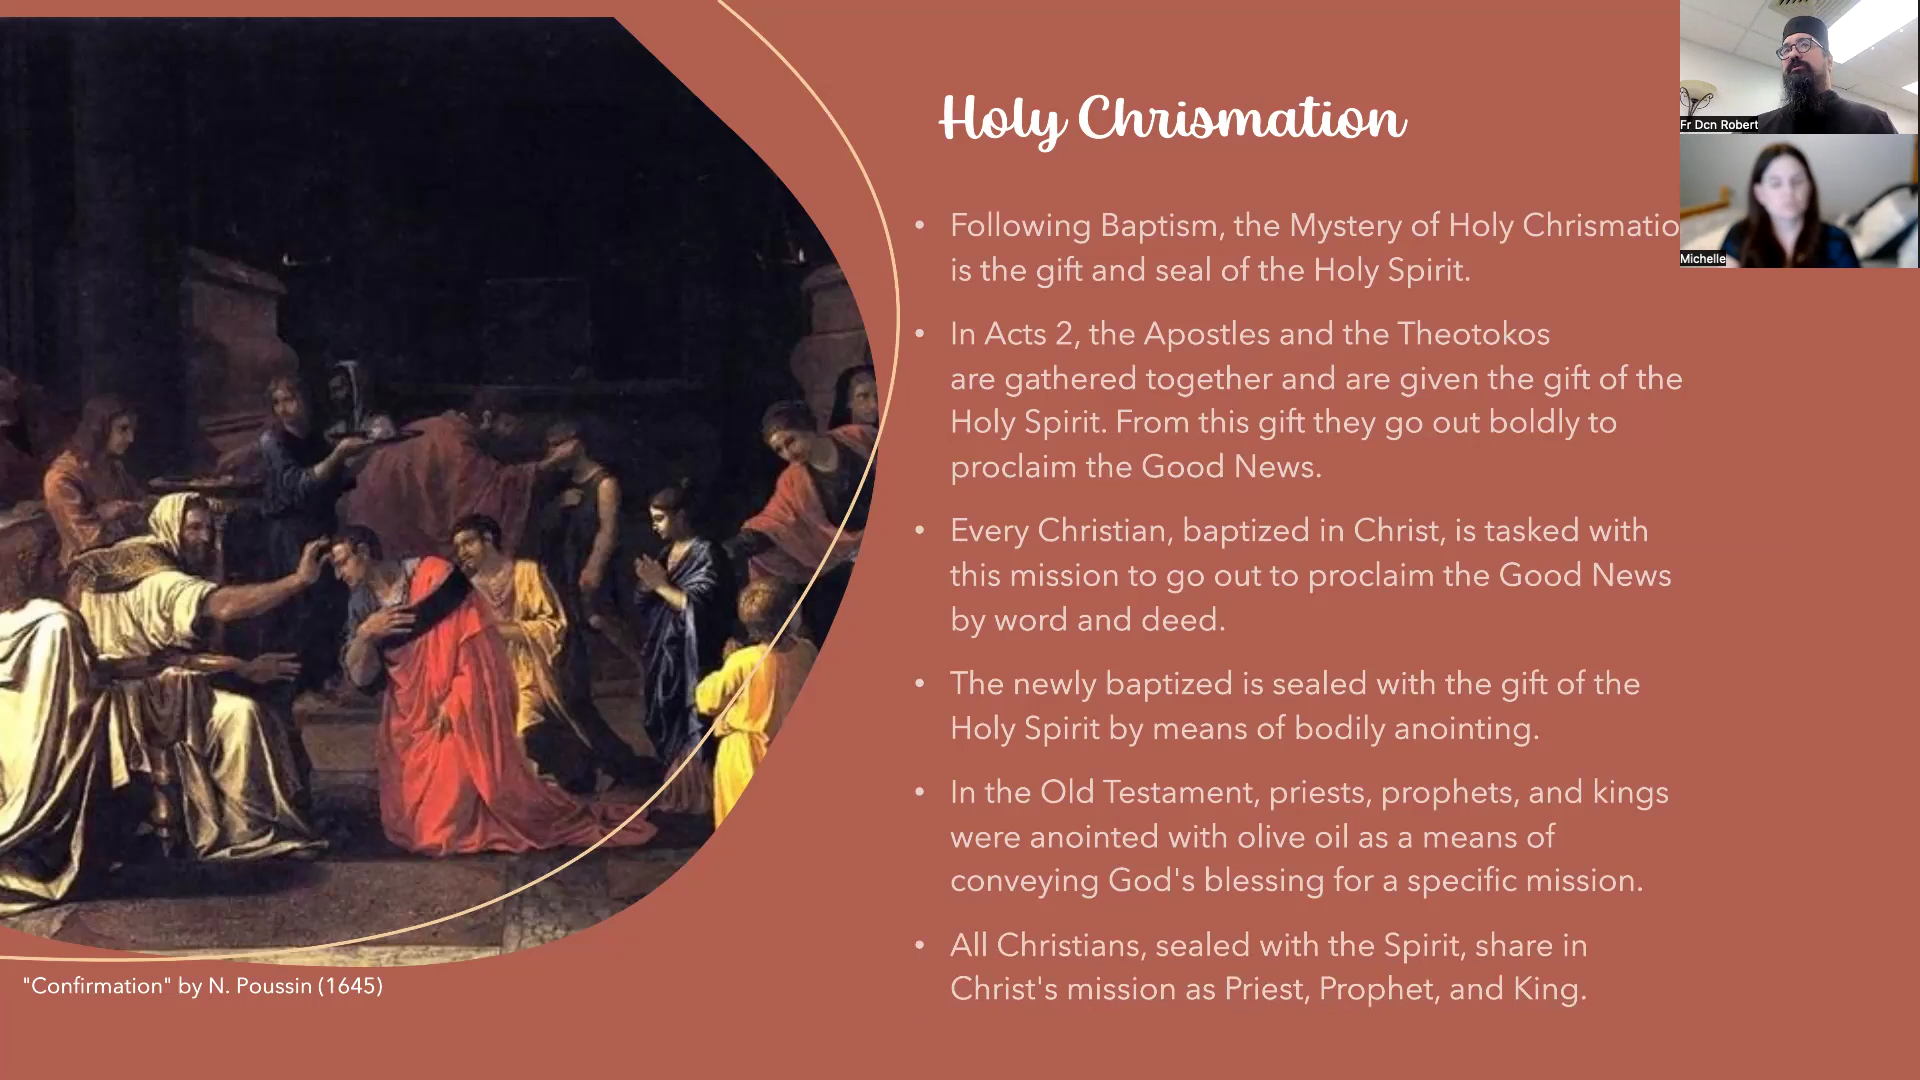 Holy Chrismation
• Following Baptism, the Mystery of Holy Chrismatio
is the gift and seal of the Holy Spirit.
• In Acts 2, the Apostles and the Theotokos
are gathered together and are given the gift of the
Holy Spirit. From this gift they go out boldly to
proclaim the Good News.
• Every Christian, baptized in Christ, is tasked with
this mission to go out to proclaim the Good News
by word and deed.
• The newly baptized is sealed with the gift of the
Holy Spirit by means of bodily anointing.
• In the Old Testament, priests, prophets, and kings
were anointed with olive oil as a means of
conveying God's blessing for a specific mission.
• All Christians, sealed with the Spirit, share in
Christ's mission as Priest, Prophet, and King.
"Confirmation" by N. Poussin (1645)
Fr Dcn Robert
Michelle